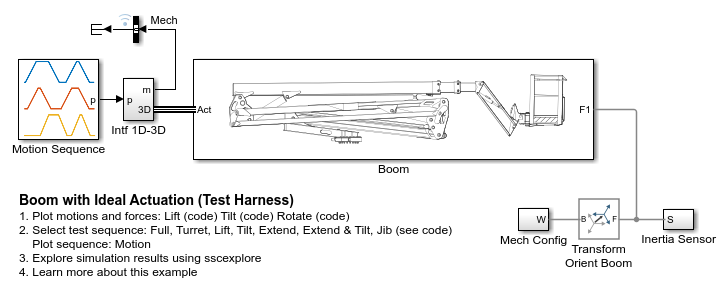 Mech
p
p
m
3D
Intf 1D-3D
Motion Sequence
Act
F1
Boom
Boom with Ideal Actuation (Test Harness)
1. Plot motions and forces: Lift (code) Tilt (code) Rotate (code)
2. Select test sequence: Full, Turret, Lift, Tilt, Extend, Extend & Tilt, Jib (see code)
Plot sequence: Motion
3. Explore simulation results using sscexplore
4. Learn more about this example
W
Mech Config
B
F
Transform
Orient Boom
S
Inertia Sensor